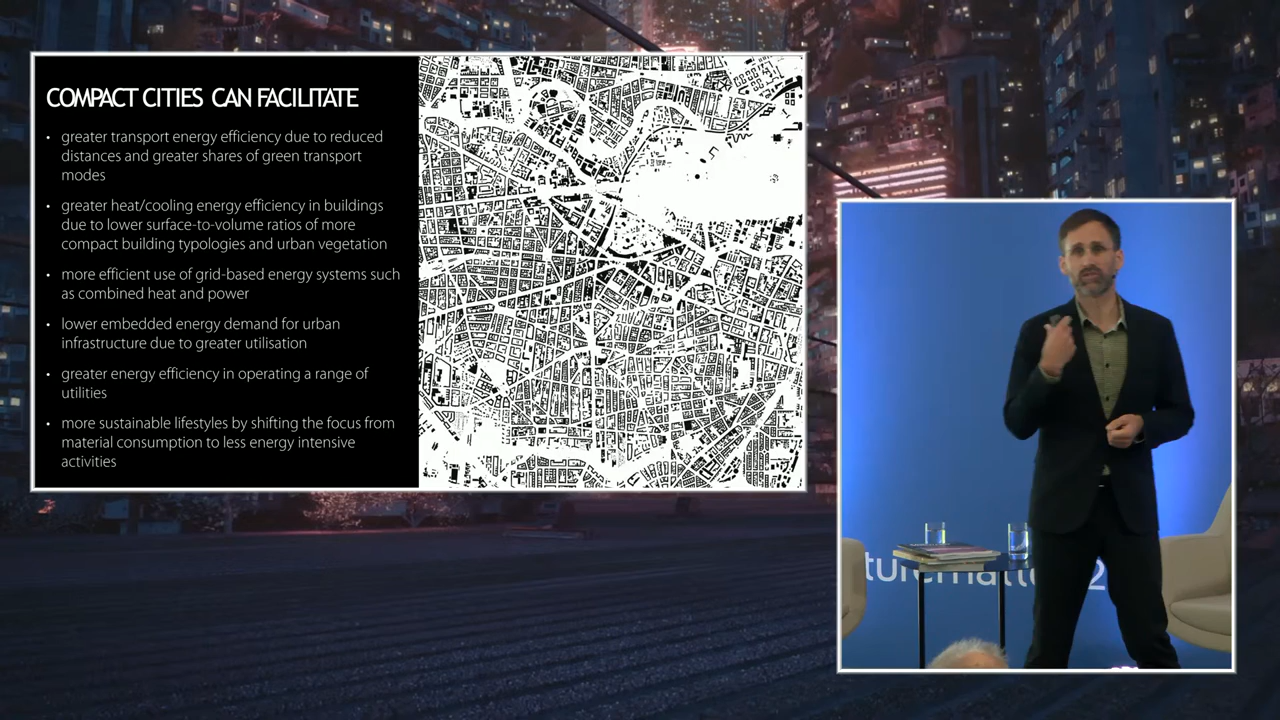 COMPACT CITIES CAN FACILITATE
• greater transport energy efficiency due to reduced
distances and greater shares of green transport
modes
• greater heat/cooling energy efficiency in buildings
due to lower surface-to-volume ratios of more
compact building typologies and urban vegetation
• more efficient use of grid-based energy systems such
as combined heat and power
• lower embedded energy demand for urban
infrastructure due to greater utilisation
• greater energy efficiency in operating a range of
utilities
• more sustainable lifestyles by shifting the focus from
material consumption to less energy intensive
activities